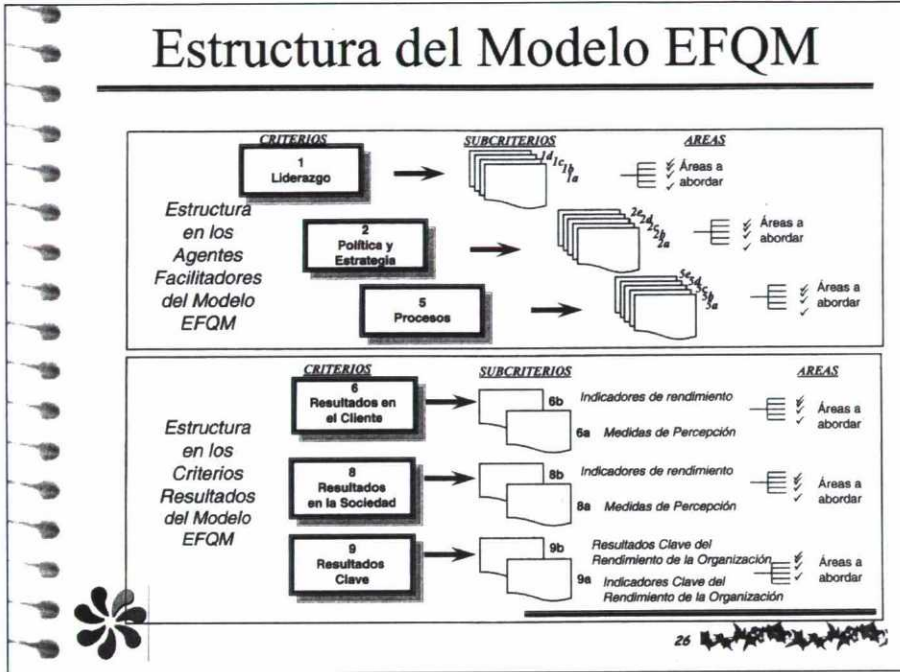 Estructura del Modelo EFQM
CRITERIOS
SUBCRITERIOS
AREAS
1
Liderazgo
1d
1c
1b
1a
Áreas a
abordar
Estructura
en los
Agentes
Facilitadores
del Modelo
EFQM
2
Política y
Estrategia
2e
2d
2c
2b
2a
Áreas a
abordar
5
Procesos
5e
5d
5c
5b
5a
Áreas a
abordar
CRITERIOS
SUBCRITERIOS
AREAS
Estructura
en los
Criterios
Resultados
del Modelo
EFQM
6
Resultados en
el Cliente
6b Indicadores de rendimiento
6a Medidas de Percepción
Áreas a
abordar
8
Resultados
en la Sociedad
8b Indicadores de rendimiento
8a Medidas de Percepción
Áreas a
abordar
9
Resultados
Clave
9b Resultados Clave del
Rendimiento de la Organización
9a Indicadores Clave del
Rendimiento de la Organización
Áreas a
abordar
26